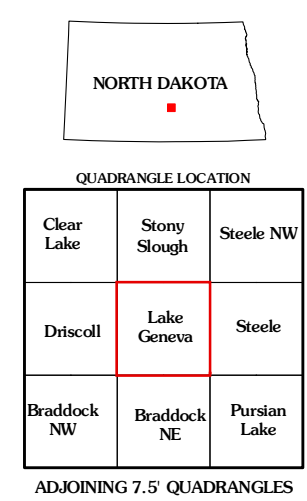 NORTH DAKOTA
QUADRANGLE LOCATION
Clear
Lake
Stony
Slough
Steele NW
Driscoll
Lake
Geneva
Steele
Braddock
NW
Braddock
NE
Pursian
Lake
ADJOINING 7.5' QUADRANGLES